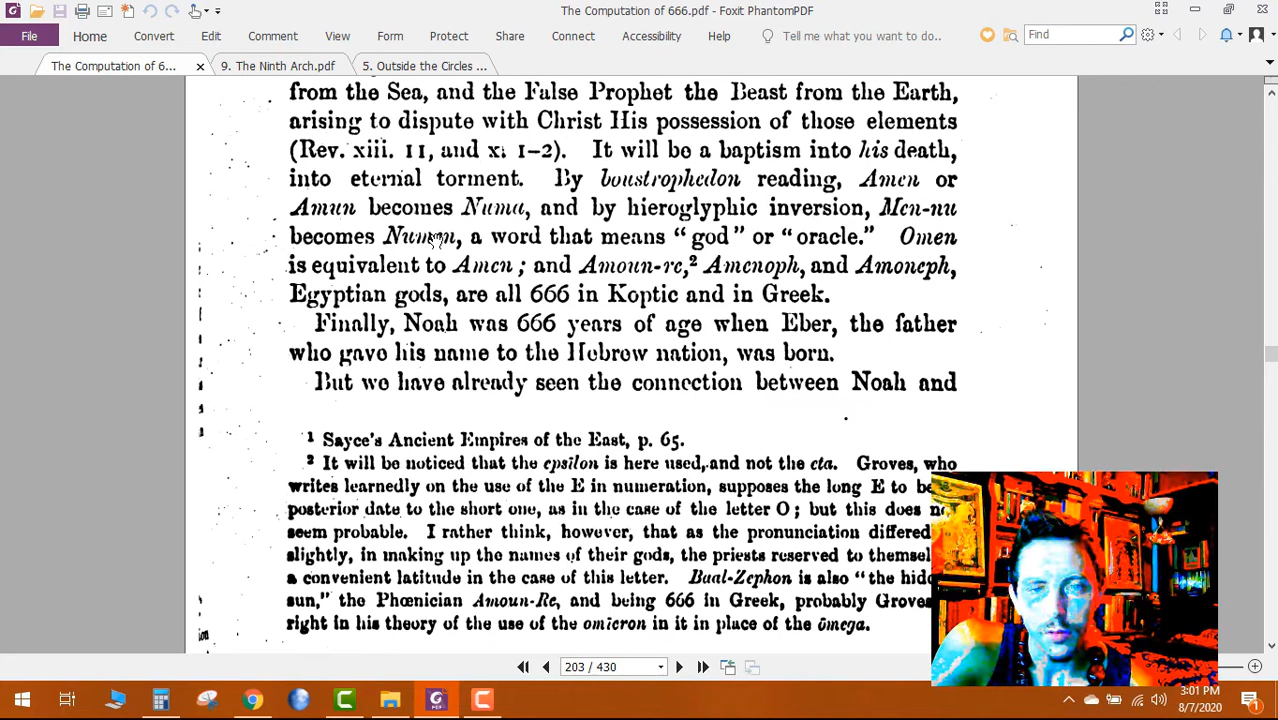 The Computation of 666.pdf - Foxit PhantomPDF
File Home Convert Edit Comment View Form Protect Share Connect Accessibility Help Tell me what you want to do.. Find
The Computation of 6... 9. The Ninth Arch.pdf 5. Outside the Circles ...
from the Sea, and the False Prophet the Beast from the Earth,
arising to dispute with Christ His possession of those elements
(Rev. xiii. 11, and x. 1-2). It will be a baptism into his death,
into eternal torment. By boustrophedon reading, Amen or
Amun becomes Numa, and by hieroglyphic inversion, Men-nu
becomes Numen, a word that means “god” or “oracle.” Omen
is equivalent to Amen; and Amoun-re,² Amenoph, and Amoneph,
Egyptian gods, are all 666 in Koptic and in Greek.
Finally, Noah was 666 years of age when Eber, the father
who gave his name to the Hebrew nation, was born.
But we have already seen the connection between Noah and
¹ Sayce's Ancient Empires of the East, p. 65.
² It will be noticed that the epsilon is here used, and not the eta. Groves, who
writes learnedly on the use of the E in numeration, supposes the long E to be
posterior date to the short one, as in the case of the letter O; but this does no
seem probable. I rather think, however, that as the pronunciation differed
slightly, in making up the names of their gods, the priests reserved to themsel
a convenient latitude in the case of this letter. Baal-Zephon is also “the hid
sun,” the Phœnician Amoun-Re, and being 666 in Greek, probably Groves
right in his theory of the use of the omicron in it in place of the ōmega.
203 / 430
3:01 PM
8/7/2020